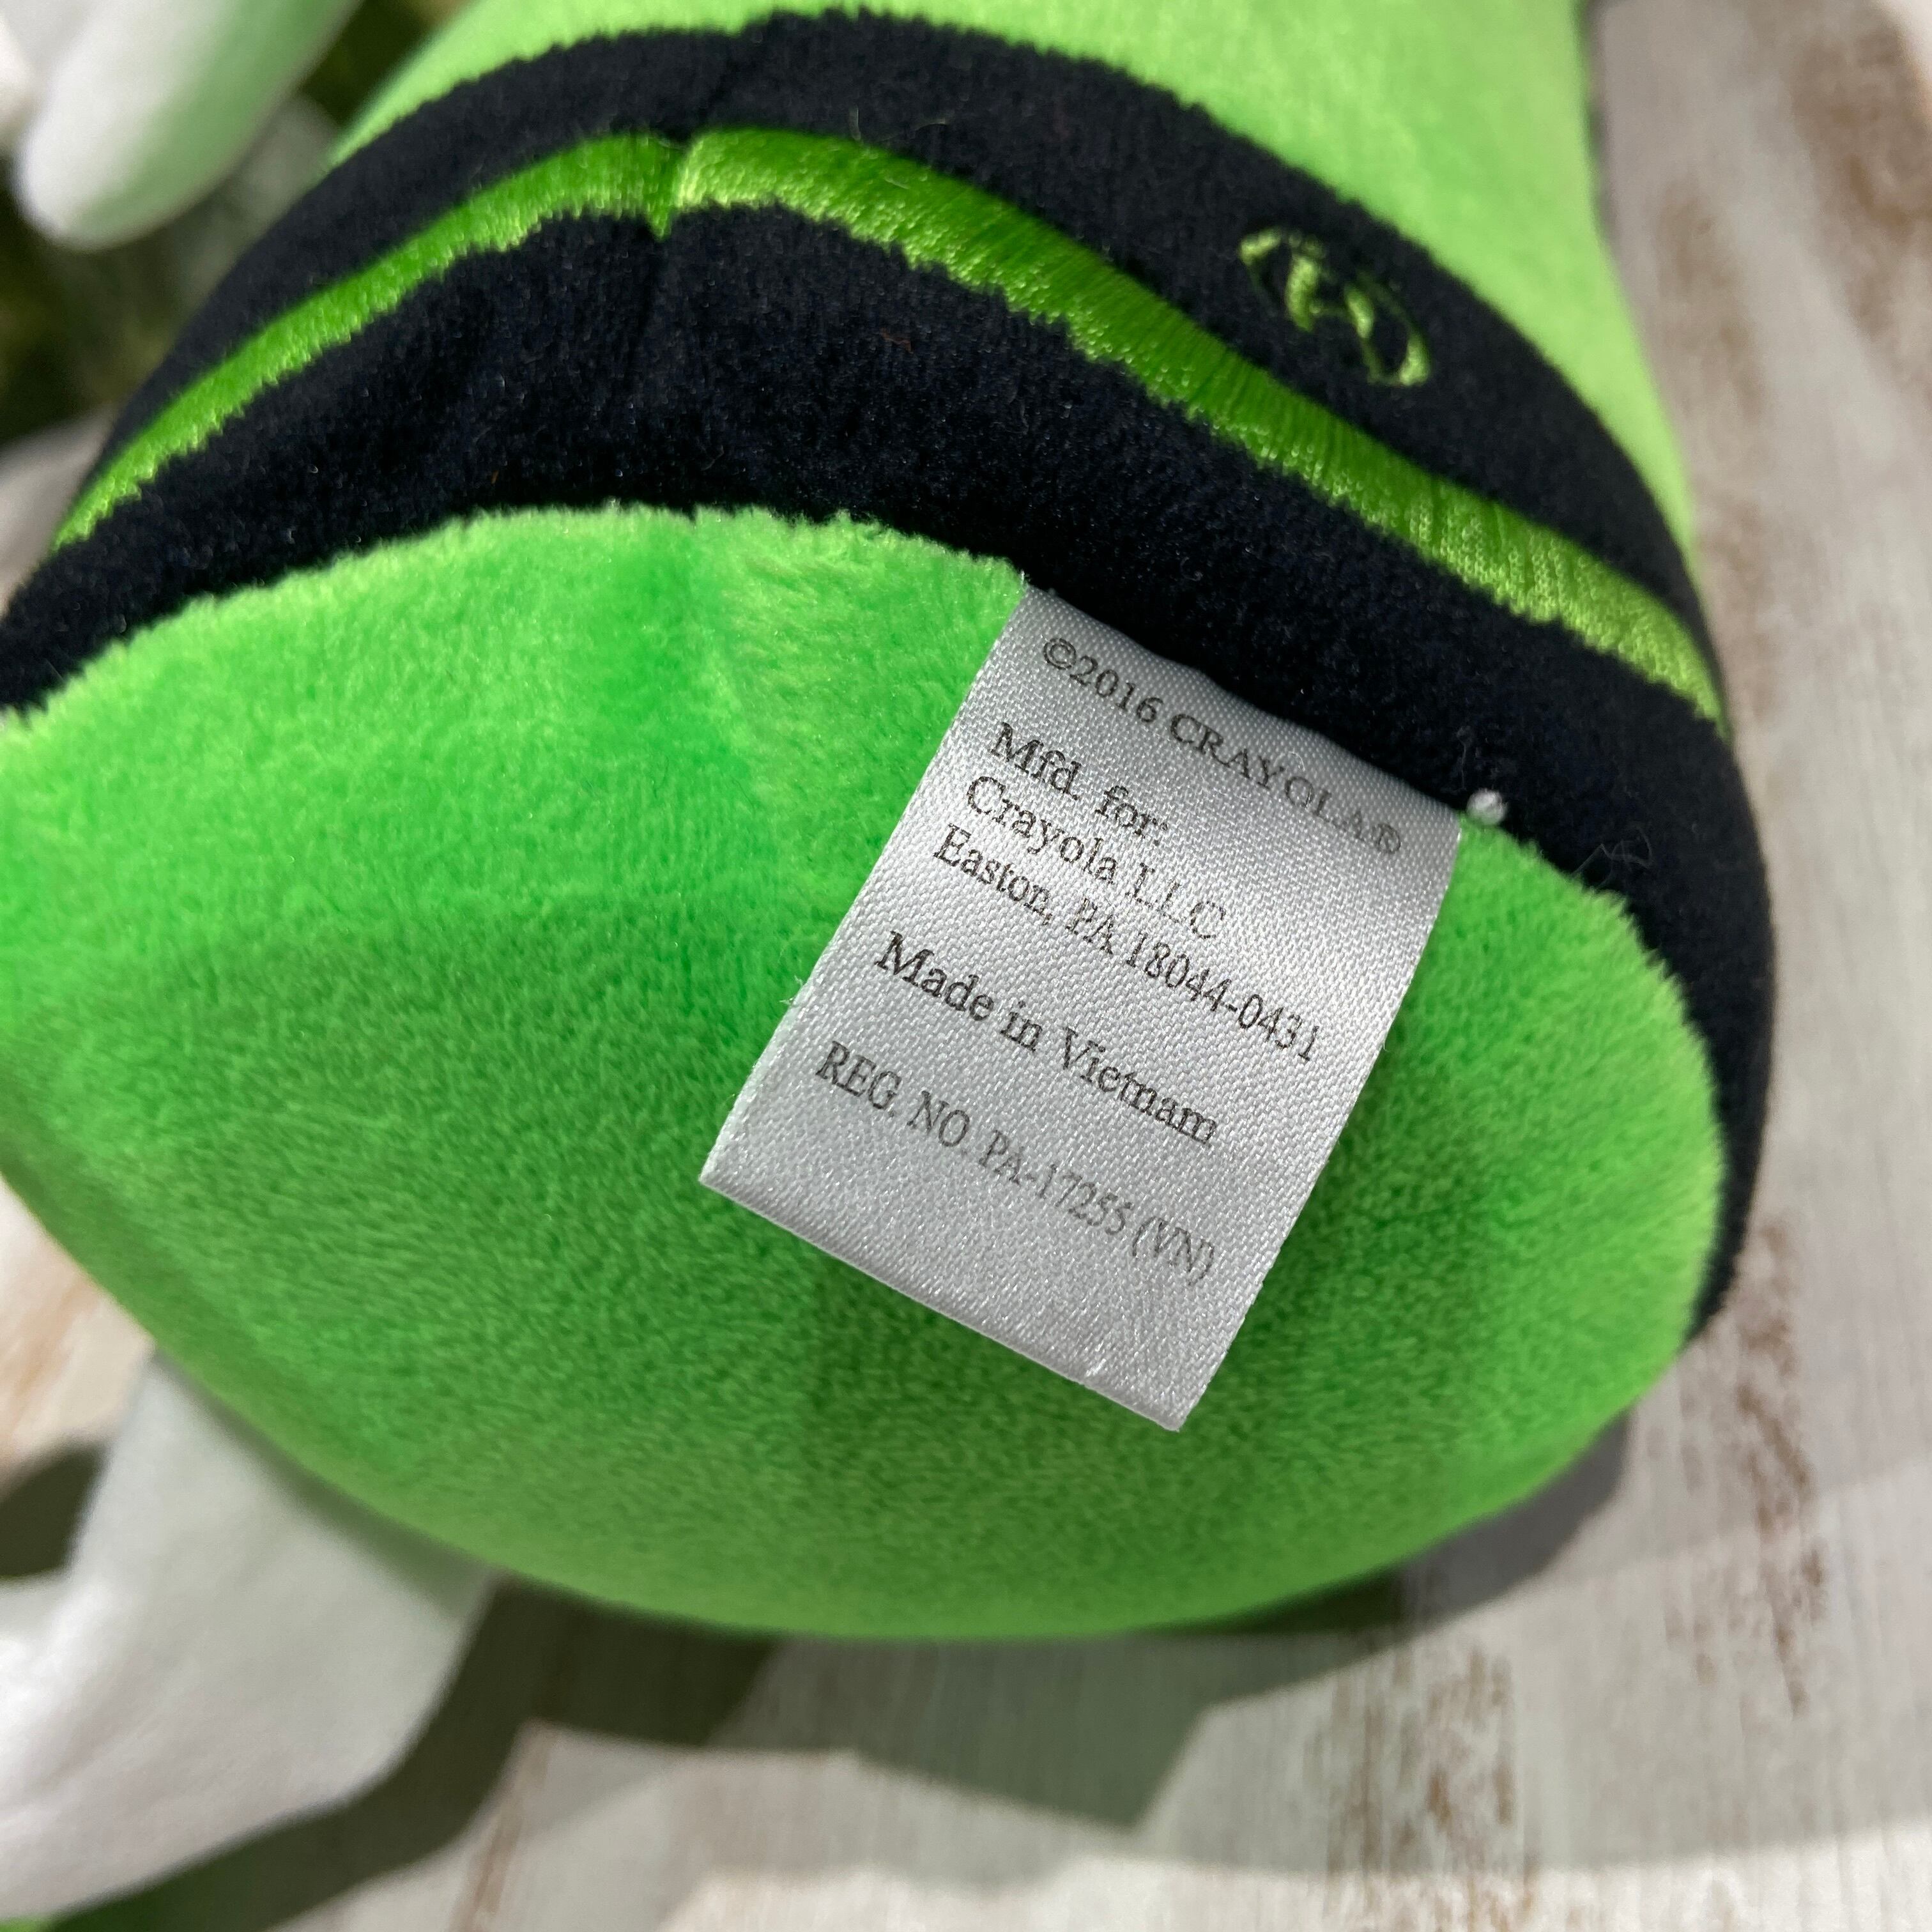 ®
©2016 CRAYOLA®
Mfd. for:
Crayola LLC
Easton, PA 18044-0431
Made in Vietnam
REG. NO. PA-17255 (VN)